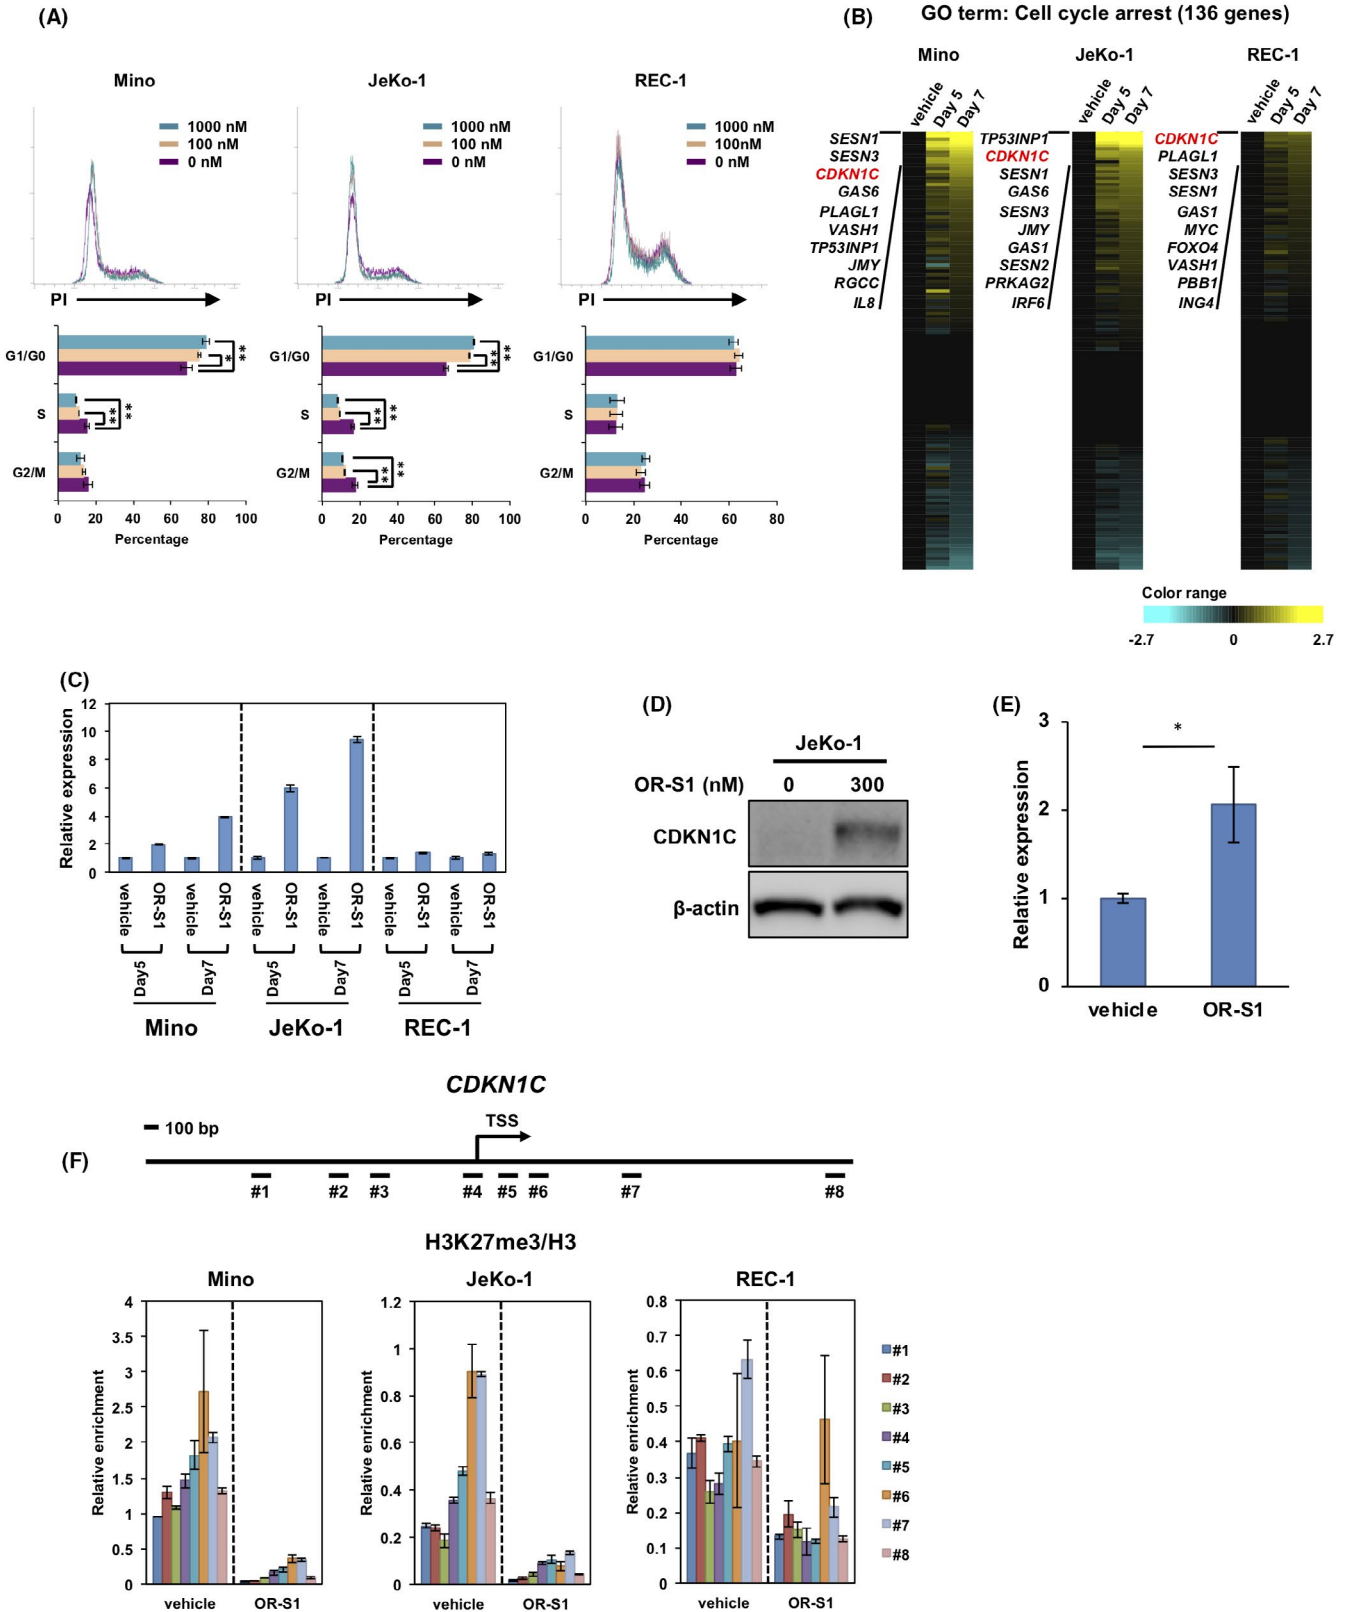 (A)
Mino
1000 nM
100 nM
0 nM
PI
G1/G0
S
G2/M
* ** ** **
0 20 40 60 80 100
Percentage
JeKo-1
1000 nM
100 nM
0 nM
PI
G1/G0
S
G2/M
** ** ** ** ** **
0 20 40 60 80 100
Percentage
REC-1
1000 nM
100nM
0 nM
PI
G1/G0
S
G2/M
0 20 40 60 80
Percentage
(B)
GO term: Cell cycle arrest (136 genes)
Mino
vehicle
Day 5
Day 7
SESN1
SESN3
CDKN1C
GAS6
PLAGL1
VASH1
TP53INP1
JMY
RGCC
IL8
JeKo-1
vehicle
Day 5
Day 7
TP53INP1
CDKN1C
SESN1
GAS6
SESN3
JMY
GAS1
SESN2
PRKAG2
IRF6
REC-1
vehicle
Day 5
Day 7
CDKN1C
PLAGL1
SESN3
SESN1
GAS1
MYC
FOXO4
VASH1
PBB1
ING4
Color range
-2.7 0 2.7
(C)
Relative expression
12
10
8
6
4
2
0
vehicle OR-S1 vehicle OR-S1 vehicle OR-S1 vehicle OR-S1 vehicle OR-S1 vehicle OR-S1
Day5 Day7 Day5 Day7 Day5 Day7
Mino JeKo-1 REC-1
(D)
JeKo-1
OR-S1 (nM) 0 300
CDKN1C
β-actin
(E)
Relative expression
3
2
1
0
*
vehicle OR-S1
(F)
CDKN1C
100 bp
TSS
#1 #2 #3 #4 #5 #6 #7 #8
H3K27me3/H3
Mino
Relative enrichment
4
3.5
3
2.5
2
1.5
1
0.5
0
vehicle OR-S1
JeKo-1
Relative enrichment
1.2
1
0.8
0.6
0.4
0.2
0
vehicle OR-S1
REC-1
Relative enrichment
0.8
0.7
0.6
0.5
0.4
0.3
0.2
0.1
0
vehicle OR-S1
#1
#2
#3
#4
#5
#6
#7
#8